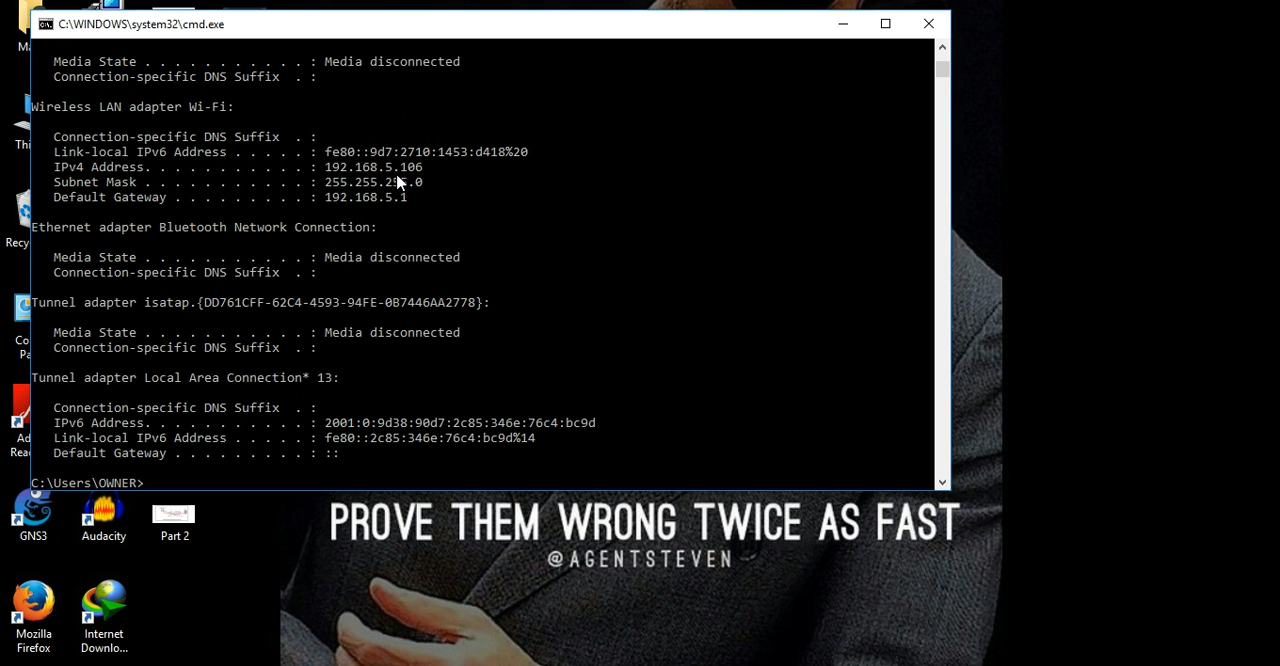 C:\WINDOWS\system32\cmd.exe
Media State . . . . . . . . . . . : Media disconnected
Connection-specific DNS Suffix . :
Wireless LAN adapter Wi-Fi:
Connection-specific DNS Suffix . :
Link-local IPv6 Address . . . . . : fe80::9d7:2710:1453:d418%20
IPv4 Address. . . . . . . . . . . : 192.168.5.106
Subnet Mask . . . . . . . . . . . : 255.255.255.0
Default Gateway . . . . . . . . . : 192.168.5.1
Ethernet adapter Bluetooth Network Connection:
Media State . . . . . . . . . . . : Media disconnected
Connection-specific DNS Suffix . :
Tunnel adapter isatap.{DD761CFF-62C4-4593-94FE-0B7446AA2778}:
Media State . . . . . . . . . . . : Media disconnected
Connection-specific DNS Suffix . :
Tunnel adapter Local Area Connection* 13:
Connection-specific DNS Suffix . :
IPv6 Address. . . . . . . . . . . : 2001:0:9d38:90d7:2c85:346e:76c4:bc9d
Link-local IPv6 Address . . . . . : fe80::2c85:346e:76c4:bc9d%14
Default Gateway . . . . . . . . . : ::
C:\Users\OWNER>
GNS3
Audacity
Part 2
PROVE THEM WRONG TWICE AS FAST
@AGENTSTEVEN
Mozilla
Firefox
Internet
Downlo...